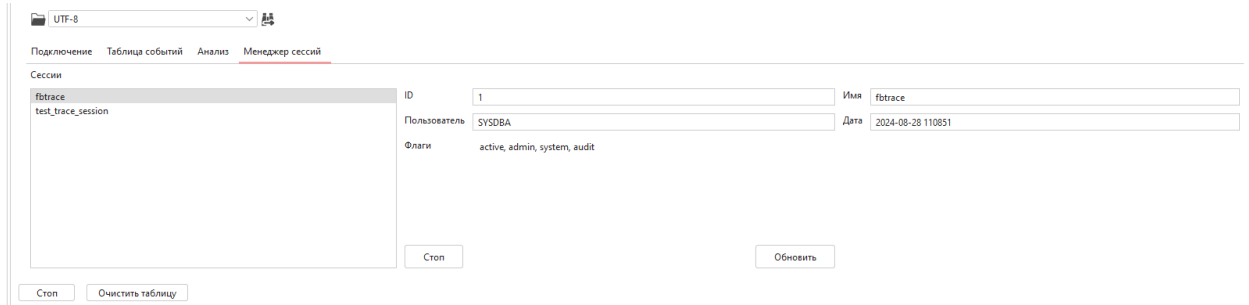 UTF-8
Подключение Таблица событий Анализ Менеджер сессий
Сессии
fbtrace
test_trace_session
ID 1 Имя fbtrace
Пользователь SYSDBA Дата 2024-08-28 110851
Флаги active, admin, system, audit
Стоп Обновить
Стоп Очистить таблицу